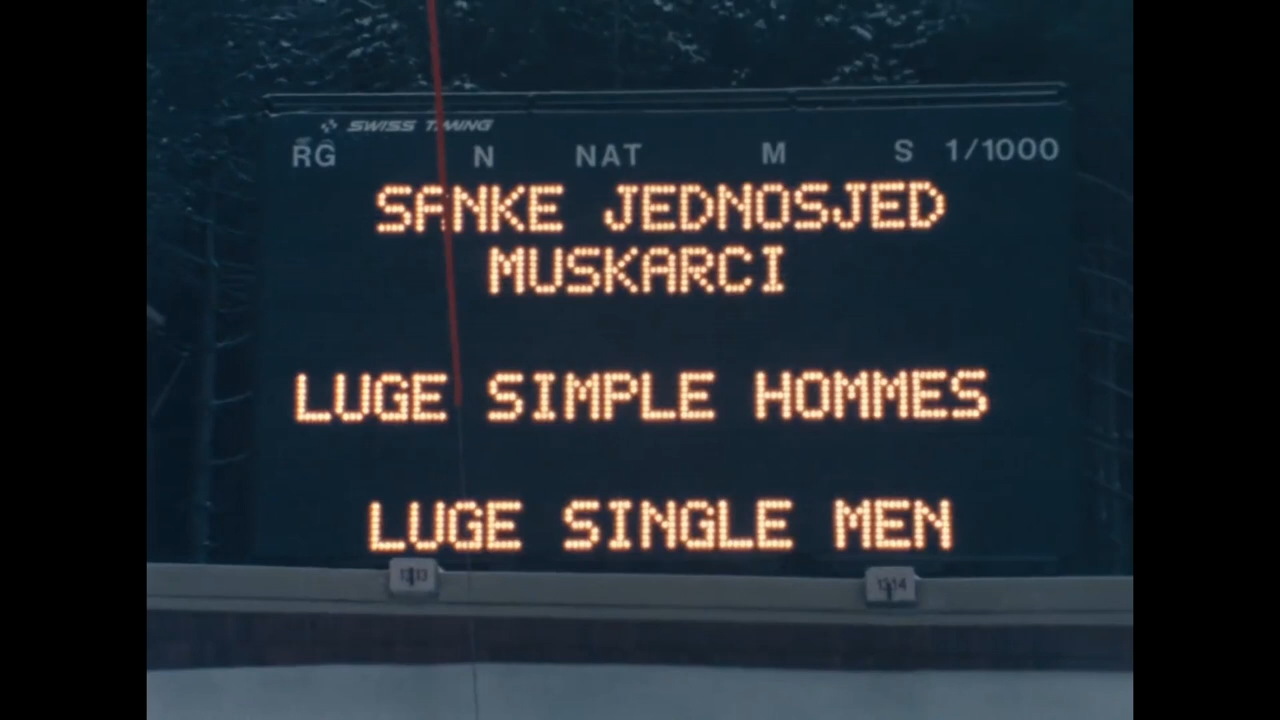 SWISS TIMING
RG N NAT M S 1/1000
SANKE JEDNOSJED
MUSKARCI
LUGE SIMPLE HOMMES
LUGE SINGLE MEN